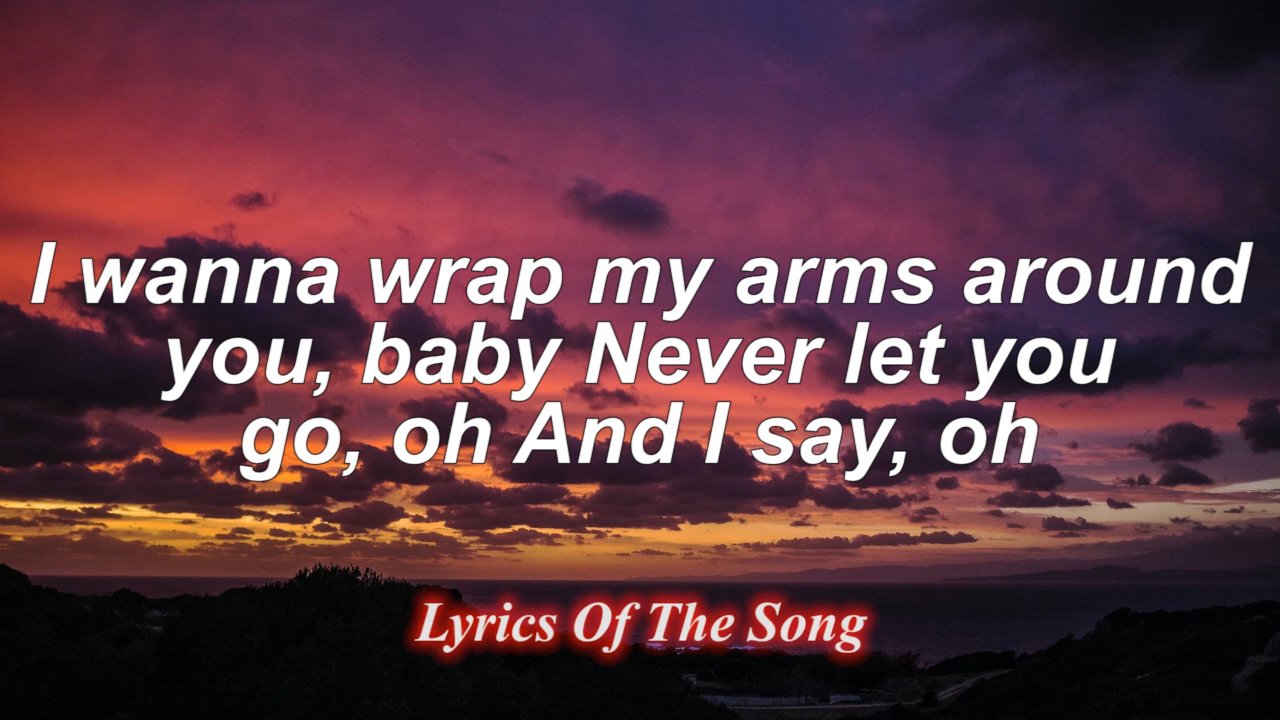 I wanna wrap my arms around
you, baby Never let you
go, oh And I say, oh
Lyrics Of The Song